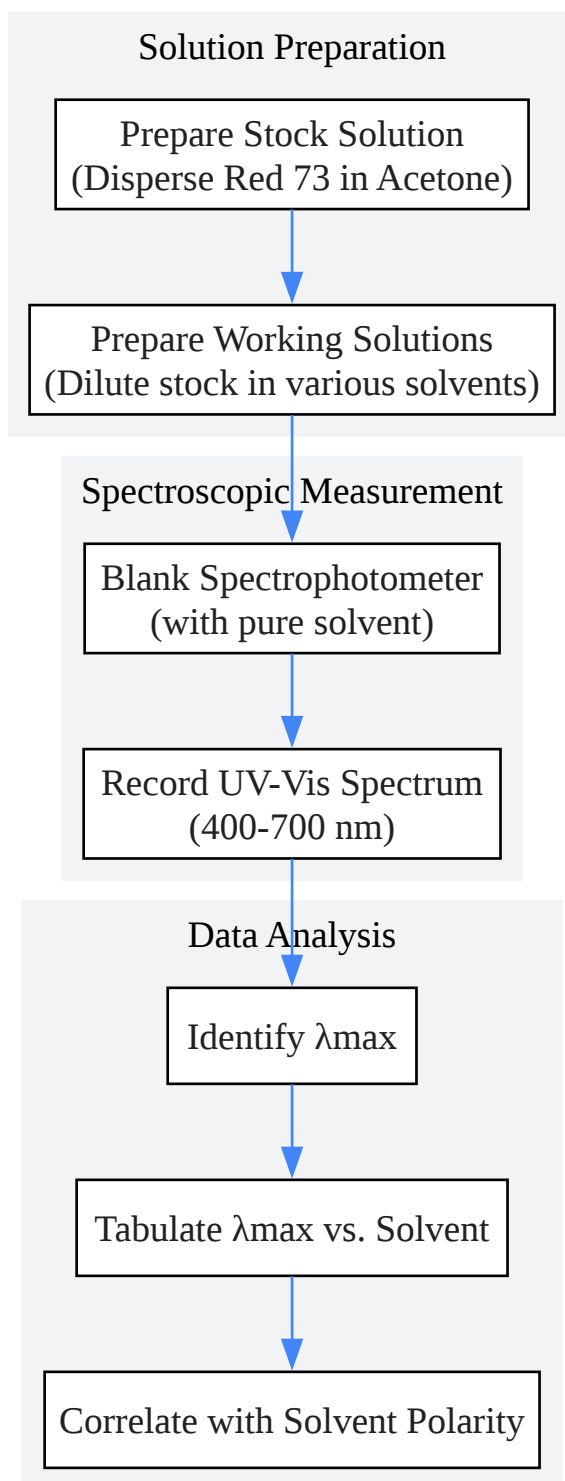 Solution Preparation
Prepare Stock Solution
(Disperse Red 73 in Acetone)
Prepare Working Solutions
(Dilute stock in various solvents)
Spectroscopic Measurement
Blank Spectrophotometer
(with pure solvent)
Record UV-Vis Spectrum
(400-700 nm)
Data Analysis
Identify λmax
Tabulate λmax vs. Solvent
Correlate with Solvent Polarity